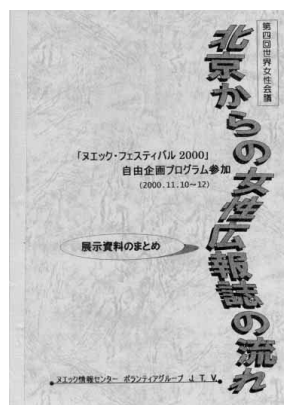 第四回世界女性会議
北京からの女性広報誌の流れ
「ヌエック・フェスティバル 2000」
自由企画プログラム参加
(2000.11.10~12)
展示資料のまとめ
ヌエック情報センター ボランティアグループ J. T. V.